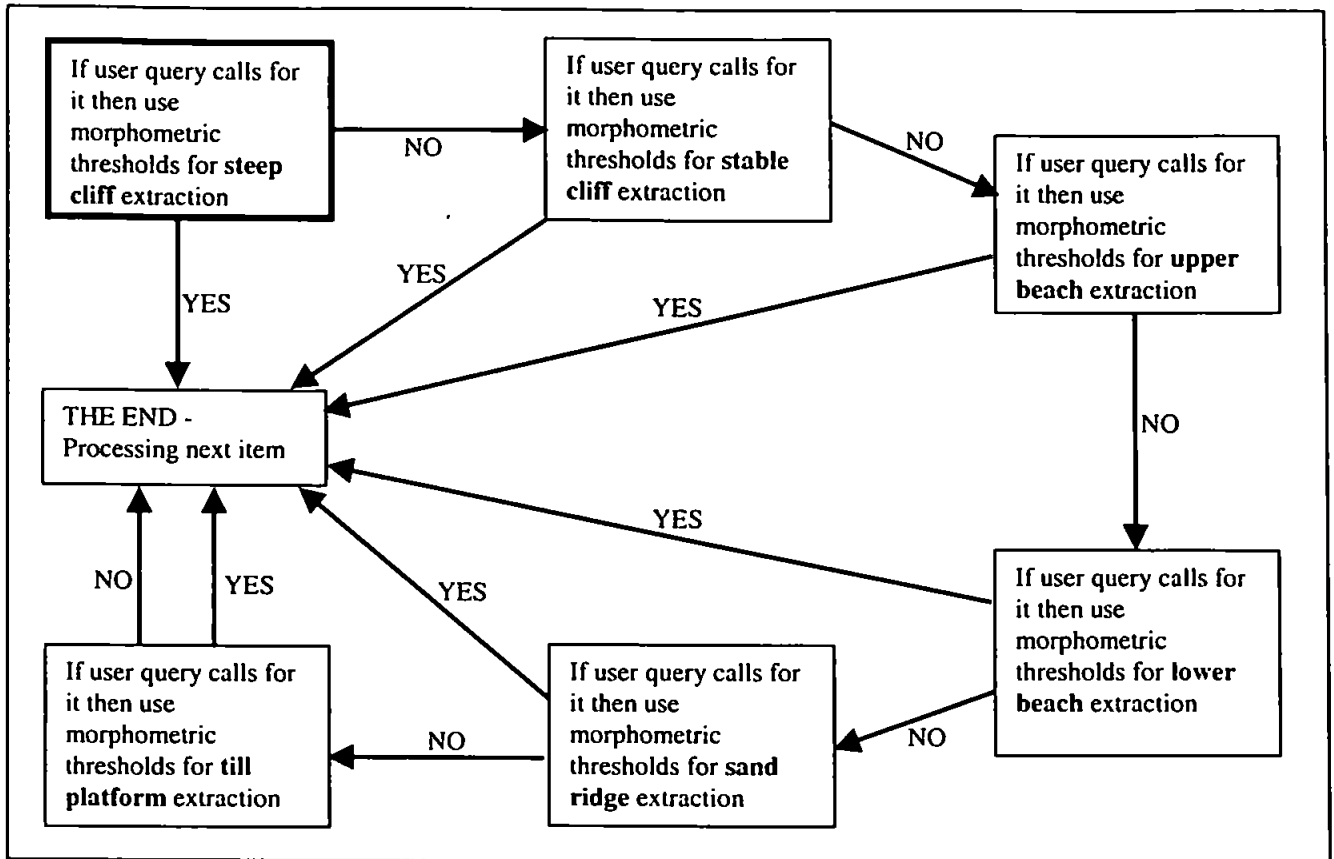 If user query calls for
it then use
morphometric
thresholds for steep
cliff extraction
NO
If user query calls for
it then use
morphometric
thresholds for stable
cliff extraction
NO
If user query calls for
it then use
morphometric
thresholds for upper
beach extraction
YES
YES
YES
THE END -
Processing next item
NO
YES
NO
YES
YES
If user query calls for
it then use
morphometric
thresholds for lower
beach extraction
NO
If user query calls for
it then use
morphometric
thresholds for sand
ridge extraction
NO
If user query calls for
it then use
morphometric
thresholds for till
platform extraction